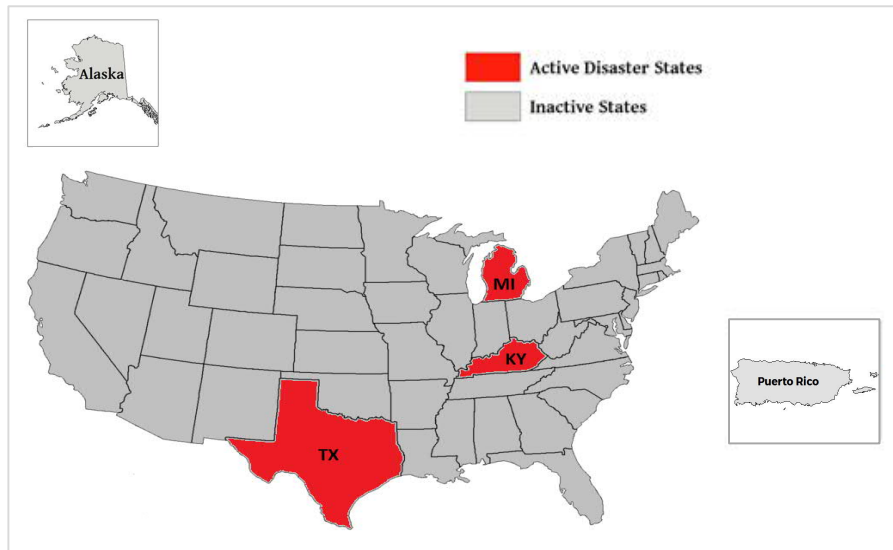 Alaska
Active Disaster States
Inactive States
MI
KY
Puerto Rico
TX